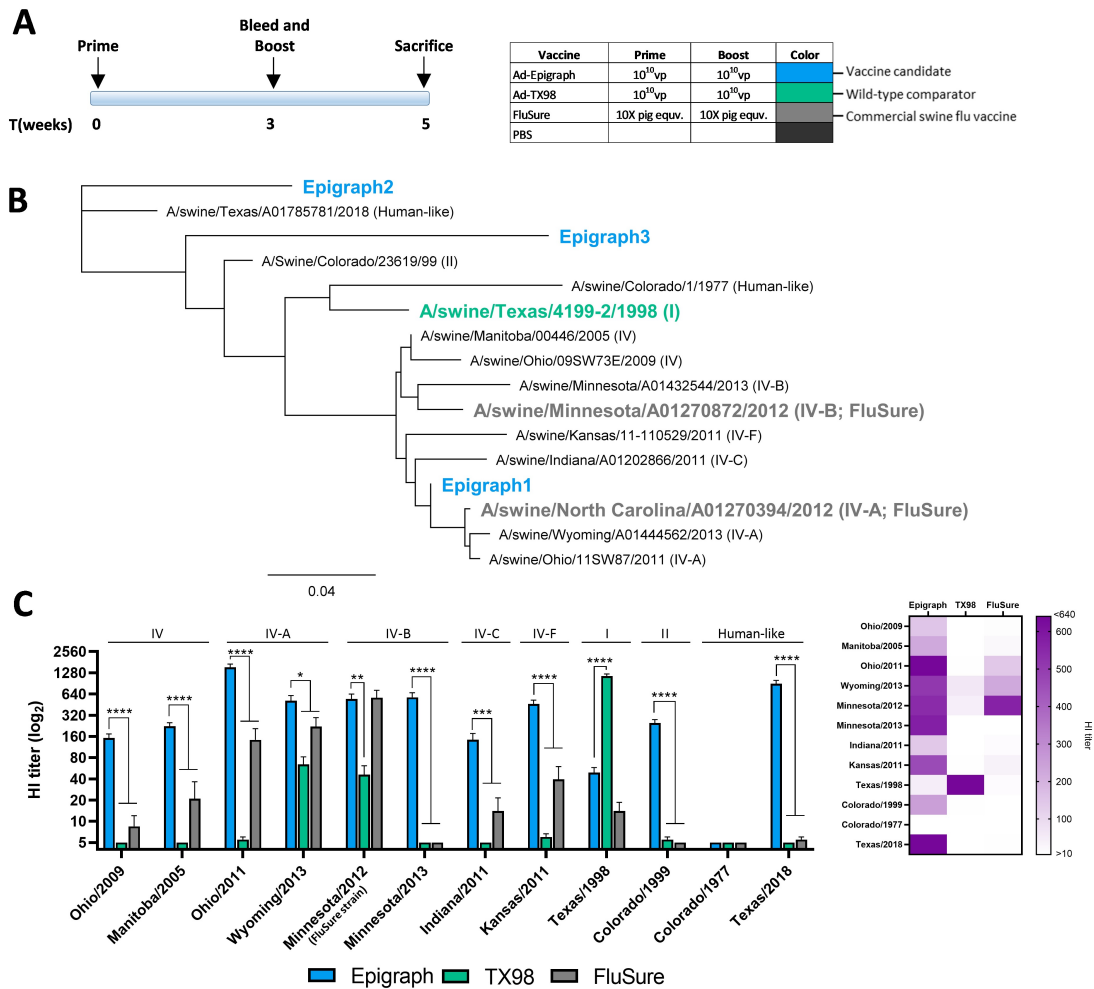 A
Prime
Bleed and
Boost
Sacrifice
T(weeks)
0
3
5
Vaccine Prime Boost Color
Ad-Epigraph 10^10vp 10^10vp
Ad-TX98 10^10vp 10^10vp
FluSure 10X pig equv. 10X pig equv.
PBS
Vaccine candidate
Wild-type comparator
Commercial swine flu vaccine
B
Epigraph2
A/swine/Texas/A01785781/2018 (Human-like)
Epigraph3
A/Swine/Colorado/23619/99 (II)
A/swine/Colorado/1/1977 (Human-like)
A/swine/Texas/4199-2/1998 (I)
A/swine/Manitoba/00446/2005 (IV)
A/swine/Ohio/09SW73E/2009 (IV)
A/swine/Minnesota/A01432544/2013 (IV-B)
A/swine/Minnesota/A01270872/2012 (IV-B; FluSure)
A/swine/Kansas/11-110529/2011 (IV-F)
A/swine/Indiana/A01202866/2011 (IV-C)
Epigraph1
A/swine/North Carolina/A01270394/2012 (IV-A; FluSure)
A/swine/Wyoming/A01444562/2013 (IV-A)
A/swine/Ohio/11SW87/2011 (IV-A)
0.04
C
IV IV-A IV-B IV-C IV-F I II Human-like
HI titer (log2)
2560
1280
640
320
160
80
40
20
10
5
****
****
****
*
**
****
***
****
****
****
****
Ohio/2009
Manitoba/2005
Ohio/2011
Wyoming/2013
Minnesota/2012
(FluSure strain)
Minnesota/2013
Indiana/2011
Kansas/2011
Texas/1998
Colorado/1999
Colorado/1977
Texas/2018
Epigraph TX98 FluSure
Epigraph TX98 FluSure
Ohio/2009
Manitoba/2005
Ohio/2011
Wyoming/2013
Minnesota/2012
Minnesota/2013
Indiana/2011
Kansas/2011
Texas/1998
Colorado/1999
Colorado/1977
Texas/2018
<640
600
500
400
300
200
100
>10
HI titer